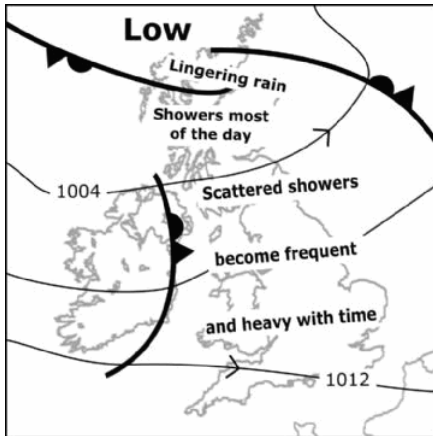 Low
Lingering rain
Showers most
of the day
1004
Scattered showers
become frequent
and heavy with time
1012